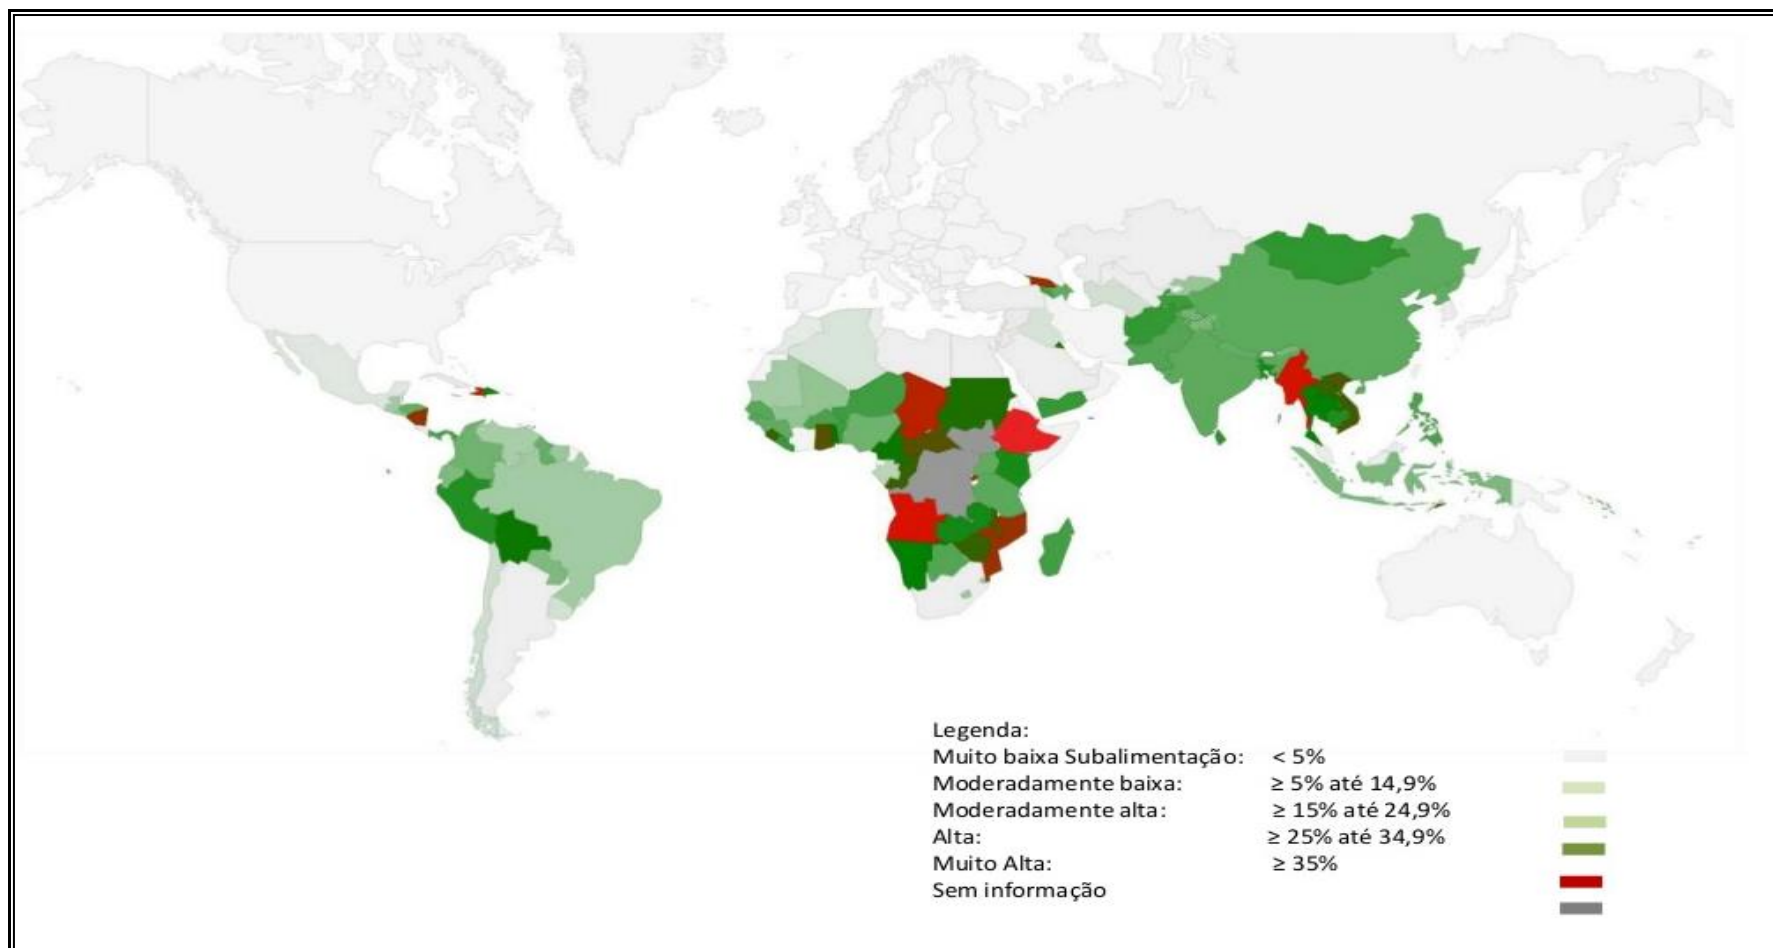 Legenda:
Muito baixa Subalimentação: < 5%
Moderadamente baixa: ≥ 5% até 14,9%
Moderadamente alta: ≥ 15% até 24,9%
Alta: ≥ 25% até 34,9%
Muito Alta: ≥ 35%
Sem informação